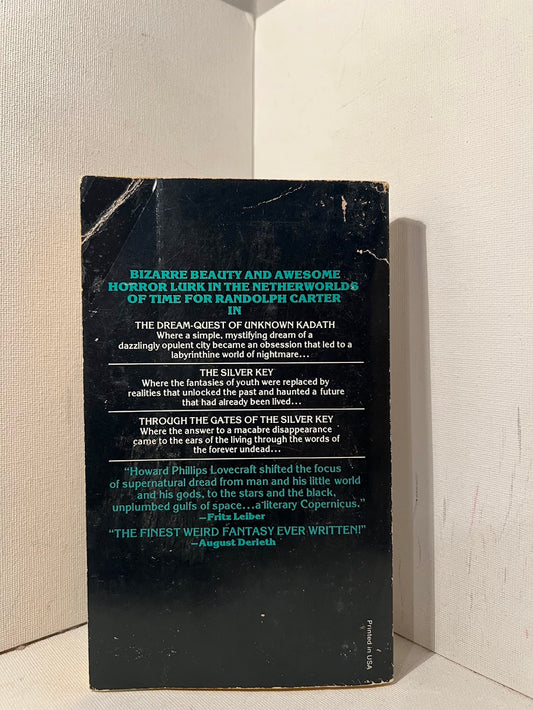 BIZARRE BEAUTY AND AWESOME
HORROR LURK IN THE NETHERWORLDS
OF TIME FOR RANDOLPH CARTER
IN
THE DREAM-QUEST OF UNKNOWN KADATH
Where a simple, mystifying dream of a
dazzlingly opulent city became an obsession that led to a
labyrinthine world of nightmare...
THE SILVER KEY
Where the fantasies of youth were replaced by
realities that unlocked the past and haunted a future
that had already been lived...
THROUGH THE GATES OF THE SILVER KEY
Where the answer to a macabre disappearance
came to the ears of the living through the words of
the forever undead...
"Howard Phillips Lovecraft shifted the focus
of supernatural dread from man and his little world
and his gods, to the stars and the black,
unplumbed gulfs of space...a literary Copernicus."
—Fritz Leiber
"THE FINEST WEIRD FANTASY EVER WRITTEN!"
—August Derleth
Printed in USA